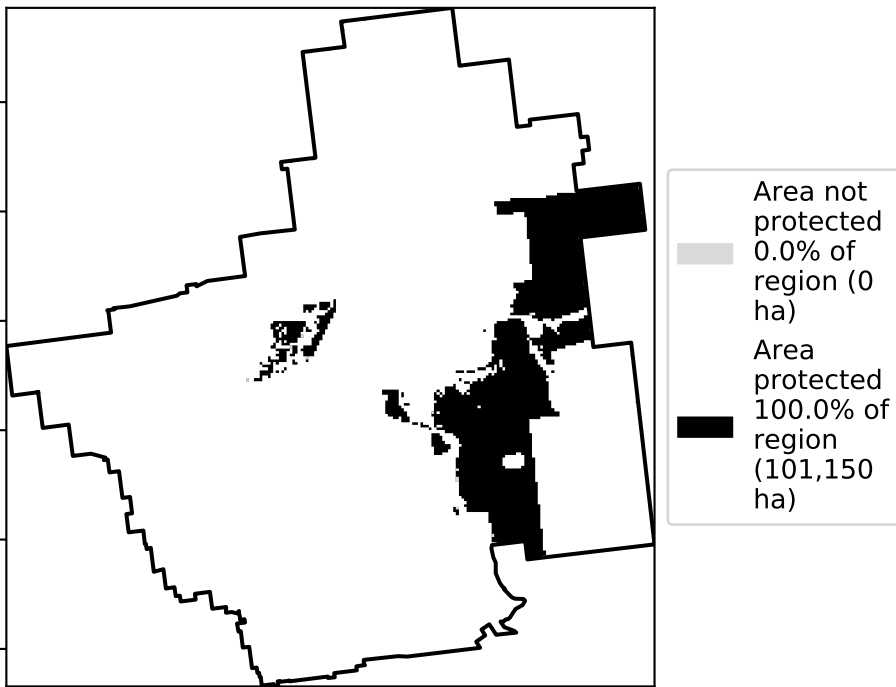 Area not
protected
0.0% of
region (0
ha)
Area
protected
100.0% of
region
(101,150
ha)